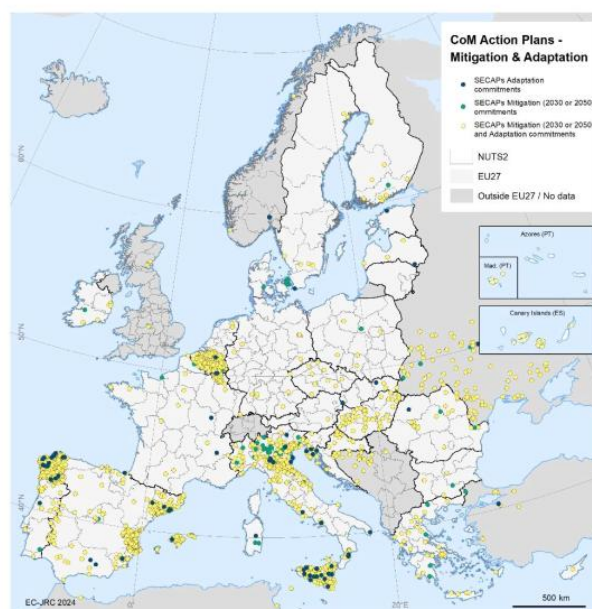 CoM Action Plans -
Mitigation & Adaptation
SECAPs Adaptation
commitments
SECAPs Mitigation (2030 or 2050)
commitments
SECAPs Mitigation (2030 or 2050)
and Adaptation commitments
NUTS2
EU27
Outside EU27 / No data
Azores (PT)
Mad. (PT)
Canary Islands (ES)
60°N
50°N
40°N
0°
20°E
EC-JRC 2024
500 km